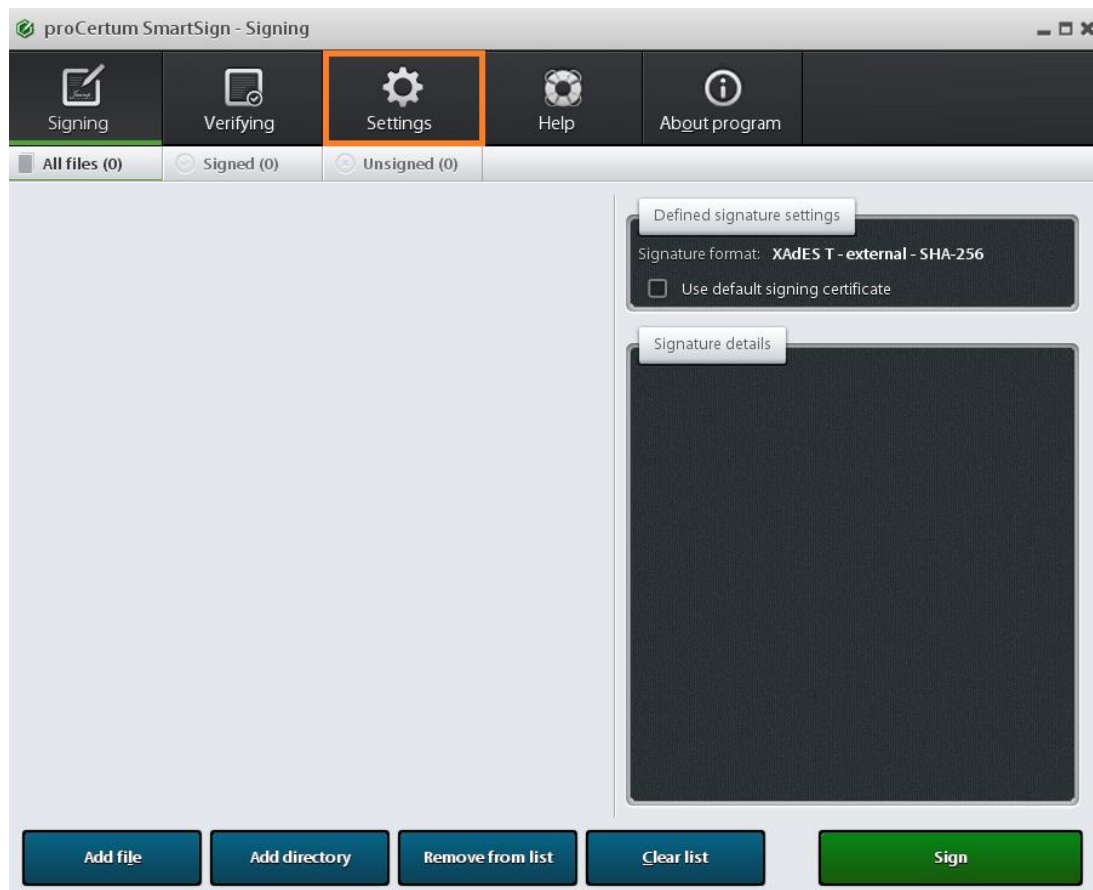 proCertum SmartSign - Signing
Signing Verifying Settings Help About program
All files (0) Signed (0) Unsigned (0)
Defined signature settings
Signature format: XAdES T - external - SHA-256
Use default signing certificate
Signature details
Add file Add directory Remove from list Clear list Sign